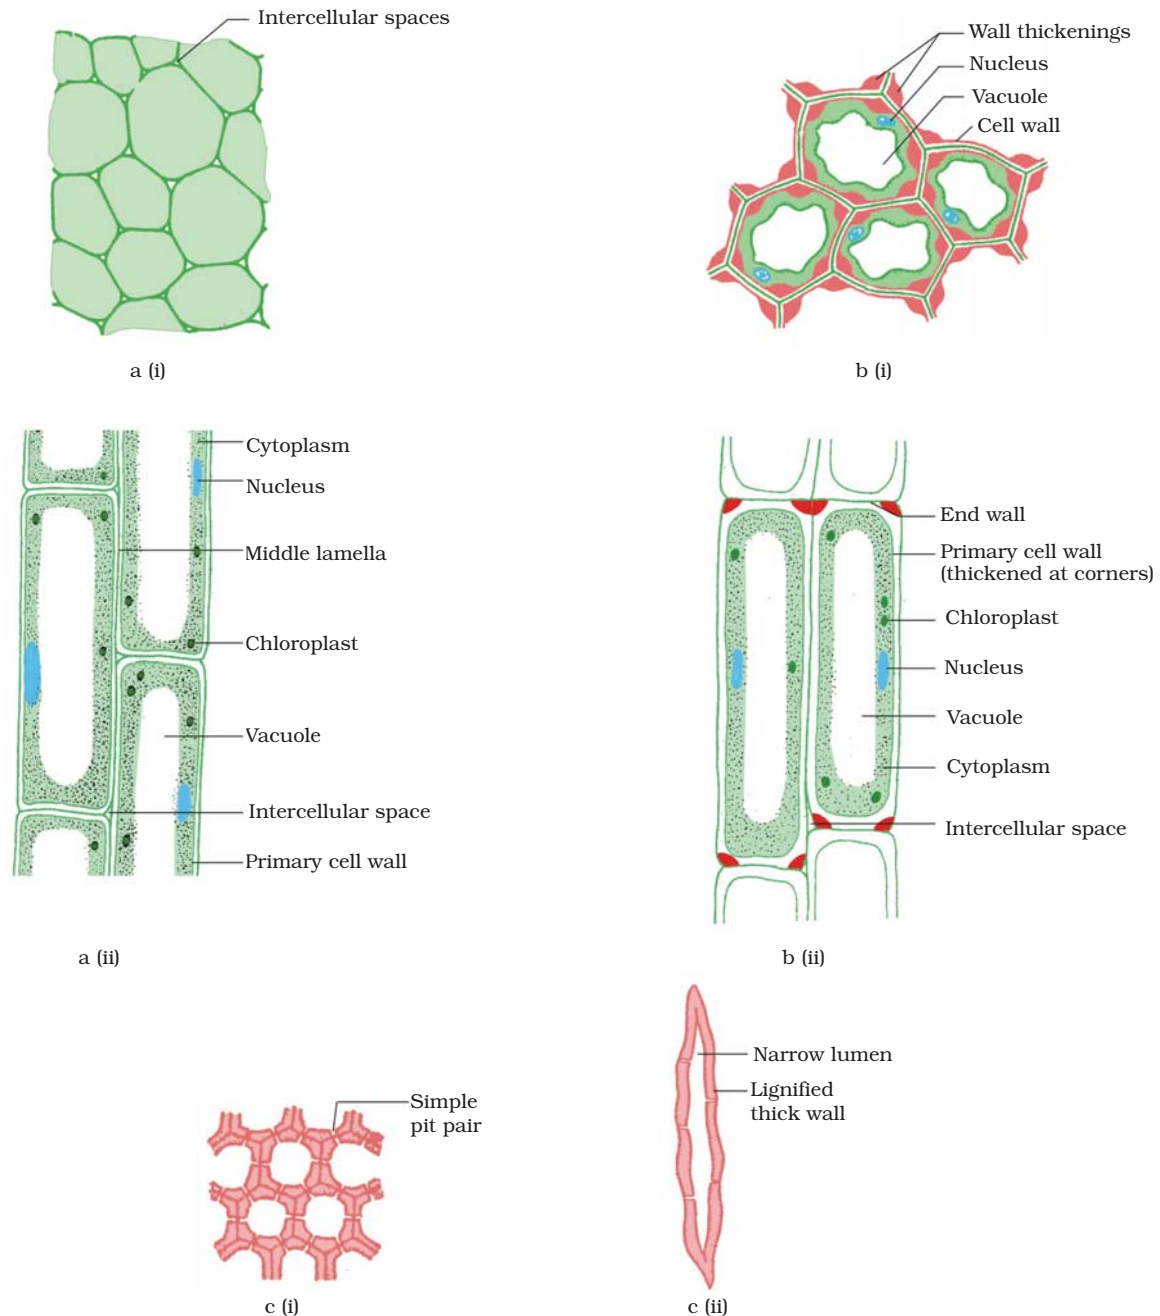 Intercellular spaces
a (i)
Wall thickenings
Nucleus
Vacuole
Cell wall
b (i)
Cytoplasm
Nucleus
Middle lamella
Chloroplast
Vacuole
Intercellular space
Primary cell wall
a (ii)
End wall
Primary cell wall
(thickened at corners)
Chloroplast
Nucleus
Vacuole
Cytoplasm
Intercellular space
b (ii)
Simple
pit pair
c (i)
Narrow lumen
Lignified
thick wall
c (ii)